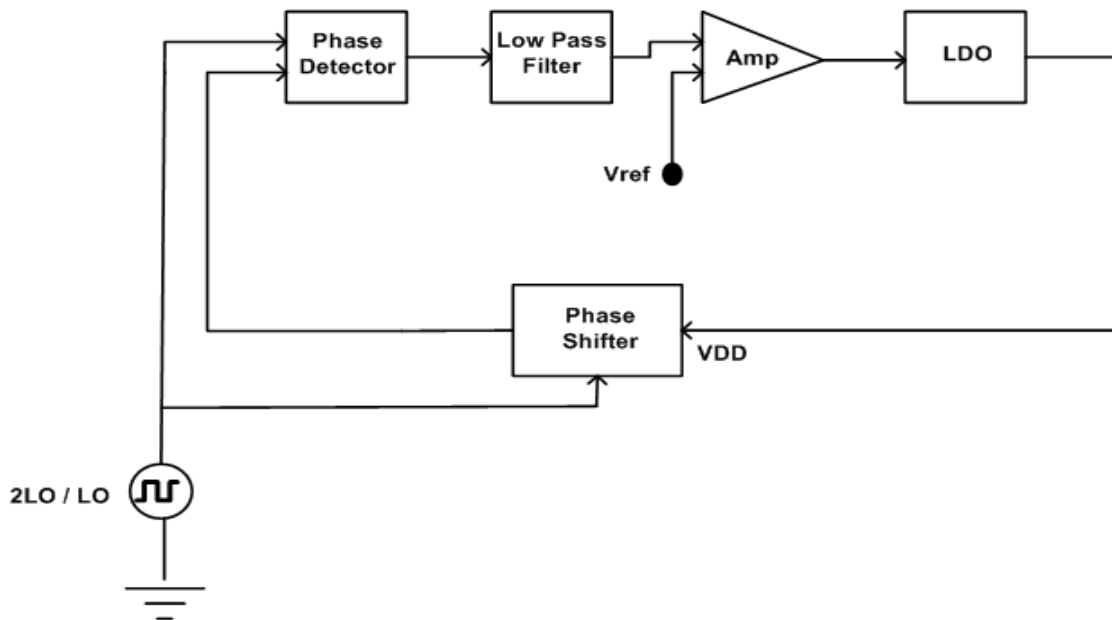 Phase
Detector
Low Pass
Filter
Amp
LDO
Vref
Phase
Shifter
VDD
2LO / LO